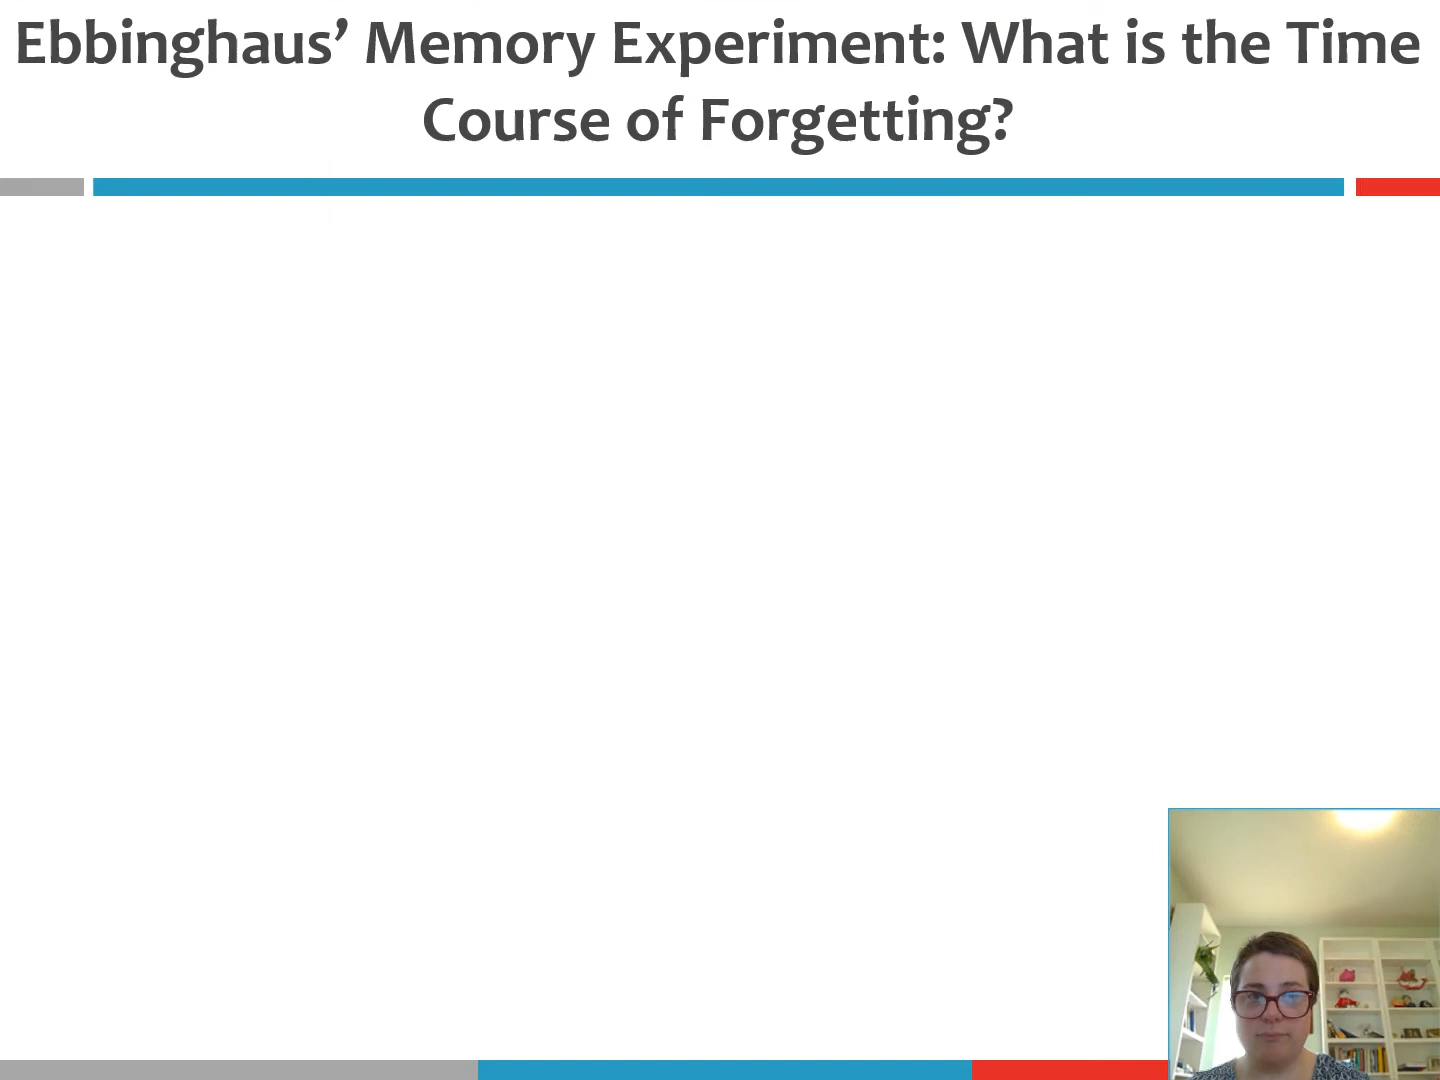 Ebbinghaus’ Memory Experiment: What is the Time
Course of Forgetting?